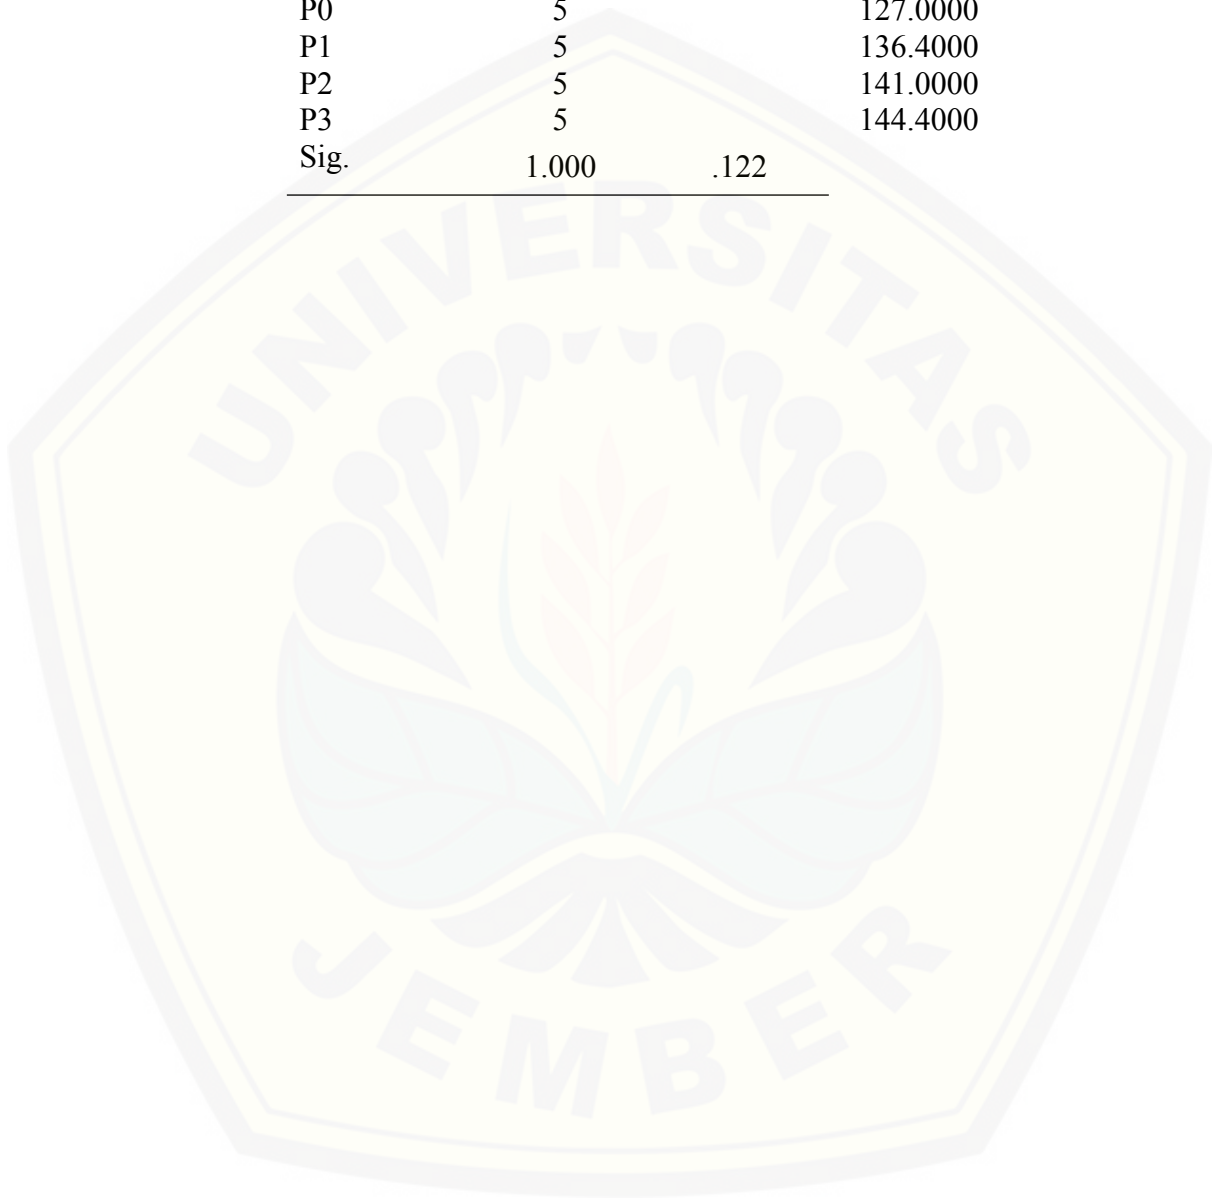 P0 5 127.0000
P1 5 136.4000
P2 5 141.0000
P3 5 144.4000
Sig. 1.000 .122
UNIVERSITAS
JEMBER